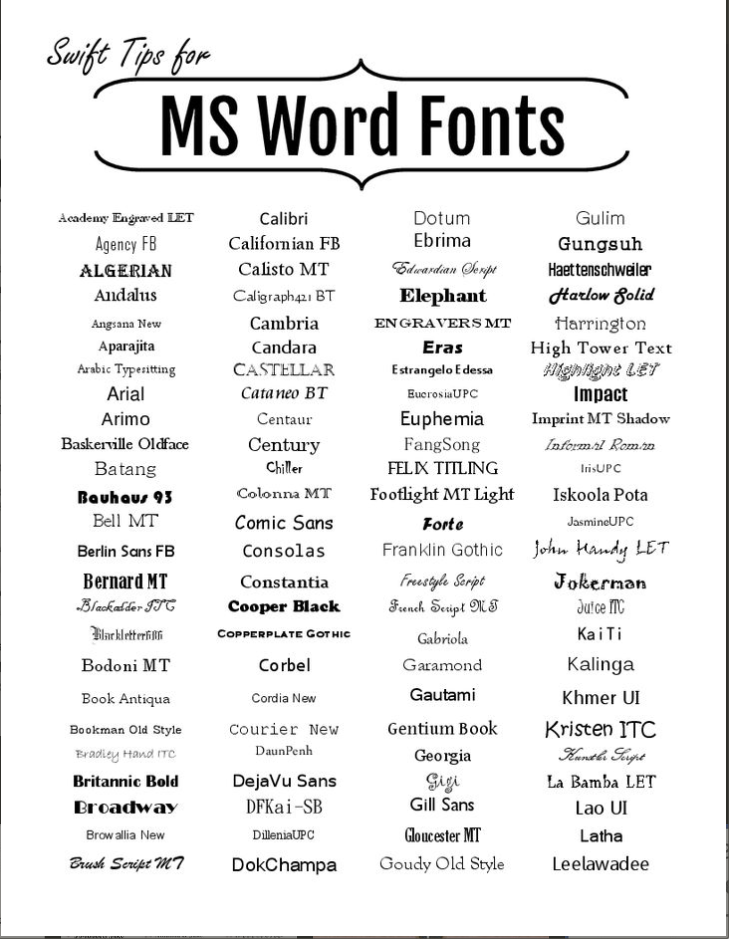 Swift Tips for
MS Word Fonts
Academy Engraved LET
Agency FB
ALGERIAN
Andalus
Angsana New
Aparajita
Arabic Typesitting
Arial
Arimo
Baskerville Oldface
Batang
Bauhaus 93
Bell MT
Berlin Sans FB
Bernard MT
Blackadder ITC
Blackletter686
Bodoni MT
Book Antiqua
Bookman Old Style
Bradley Hand ITC
Britannic Bold
Broadway
Browallia New
Brush Script MT
Calibri
Californian FB
Calisto MT
Caligraph421 BT
Cambria
Candara
CASTELLAR
Cataneo BT
Centaur
Century
Chiller
Colonna MT
Comic Sans
Consolas
Constantia
Cooper Black
Copperplate Gothic
Corbel
Cordia New
Courier New
DaunPenh
DejaVu Sans
DFKai-SB
DilleniaUPC
DokChampa
Dotum
Ebrima
Edwardian Script
Elephant
ENGRAVERS MT
Eras
Estrangelo Edessa
EucrosiaUPC
Euphemia
FangSong
FELIX TITLING
Footlight MT Light
Forte
Franklin Gothic
Freestyle Script
French Script MS
Gabriola
Garamond
Gautami
Gentium Book
Georgia
Gigi
Gill Sans
Gloucester MT
Goudy Old Style
Gulim
Gungsuh
Haettenschweiler
Harlow Solid
Harrington
High Tower Text
Highlight LET
Impact
Imprint MT Shadow
Informal Roman
IrisUPC
Iskoola Pota
JasmineUPC
John Handy LET
Jokerman
Juice ITC
KaiTi
Kalinga
Khmer UI
Kristen ITC
Kunstler Script
La Bamba LET
Lao UI
Latha
Leelawadee